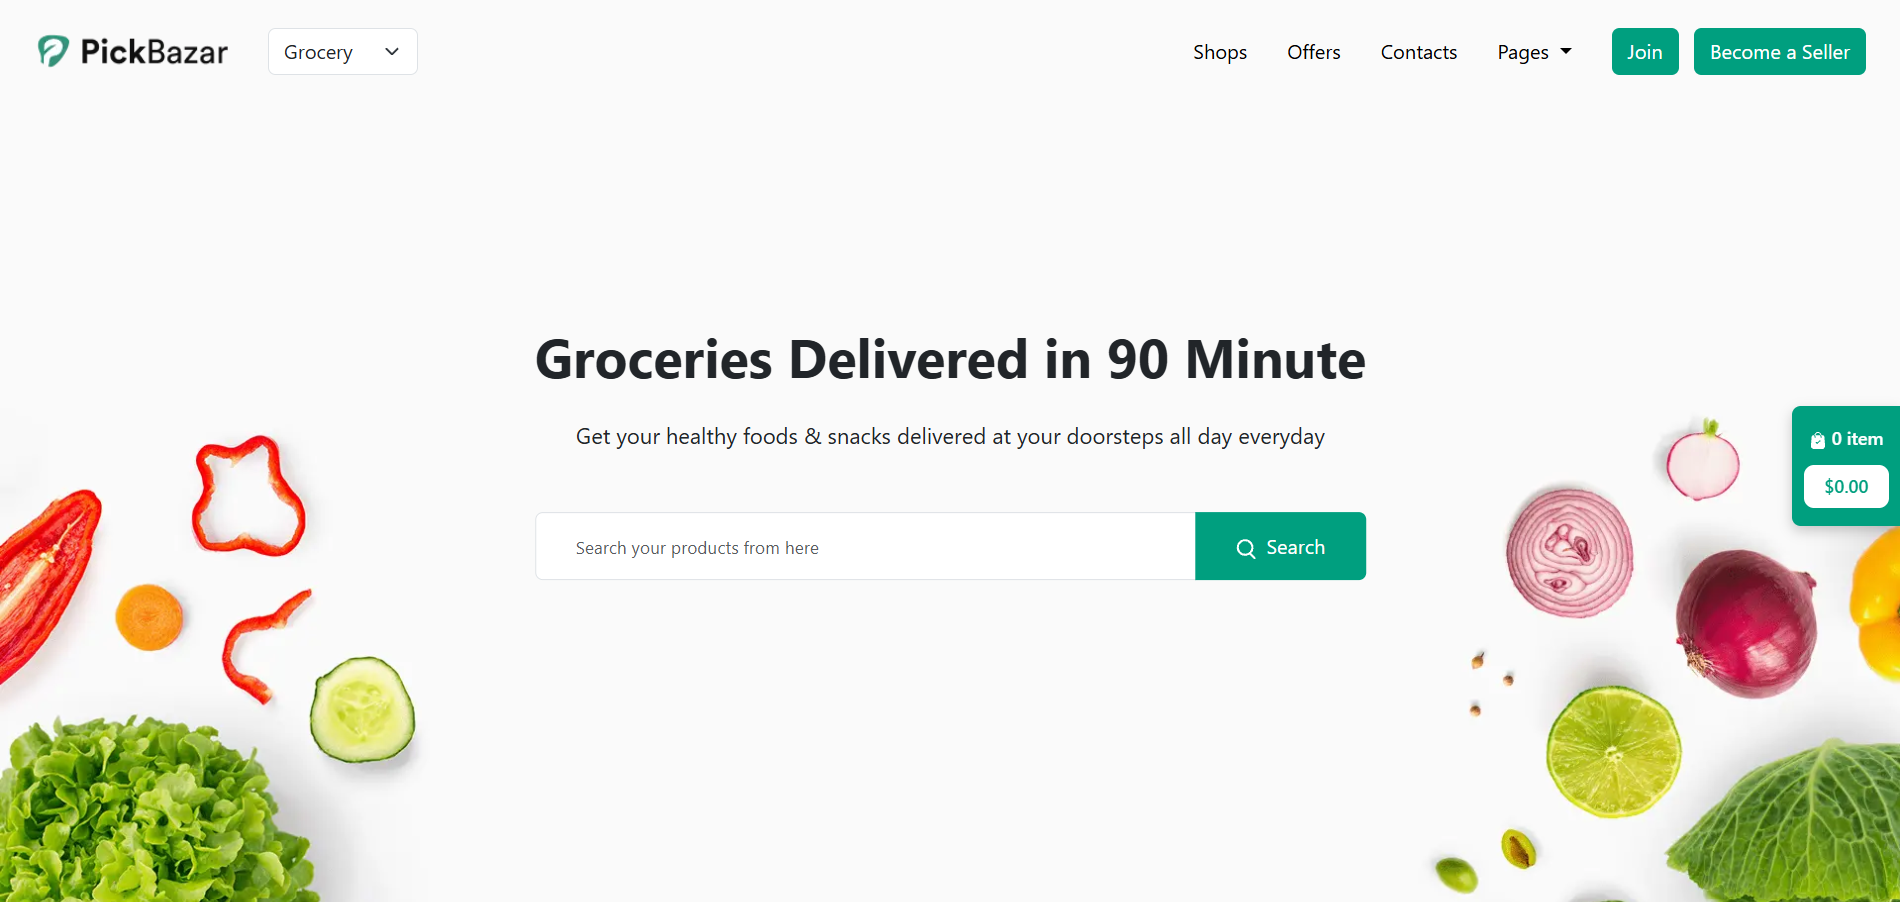 PickBazar
Grocery
Shops
Offers
Contacts
Pages
Join
Become a Seller
Groceries Delivered in 90 Minute
Get your healthy foods & snacks delivered at your doorsteps all day everyday
0 item
$0.00
Search your products from here
Search